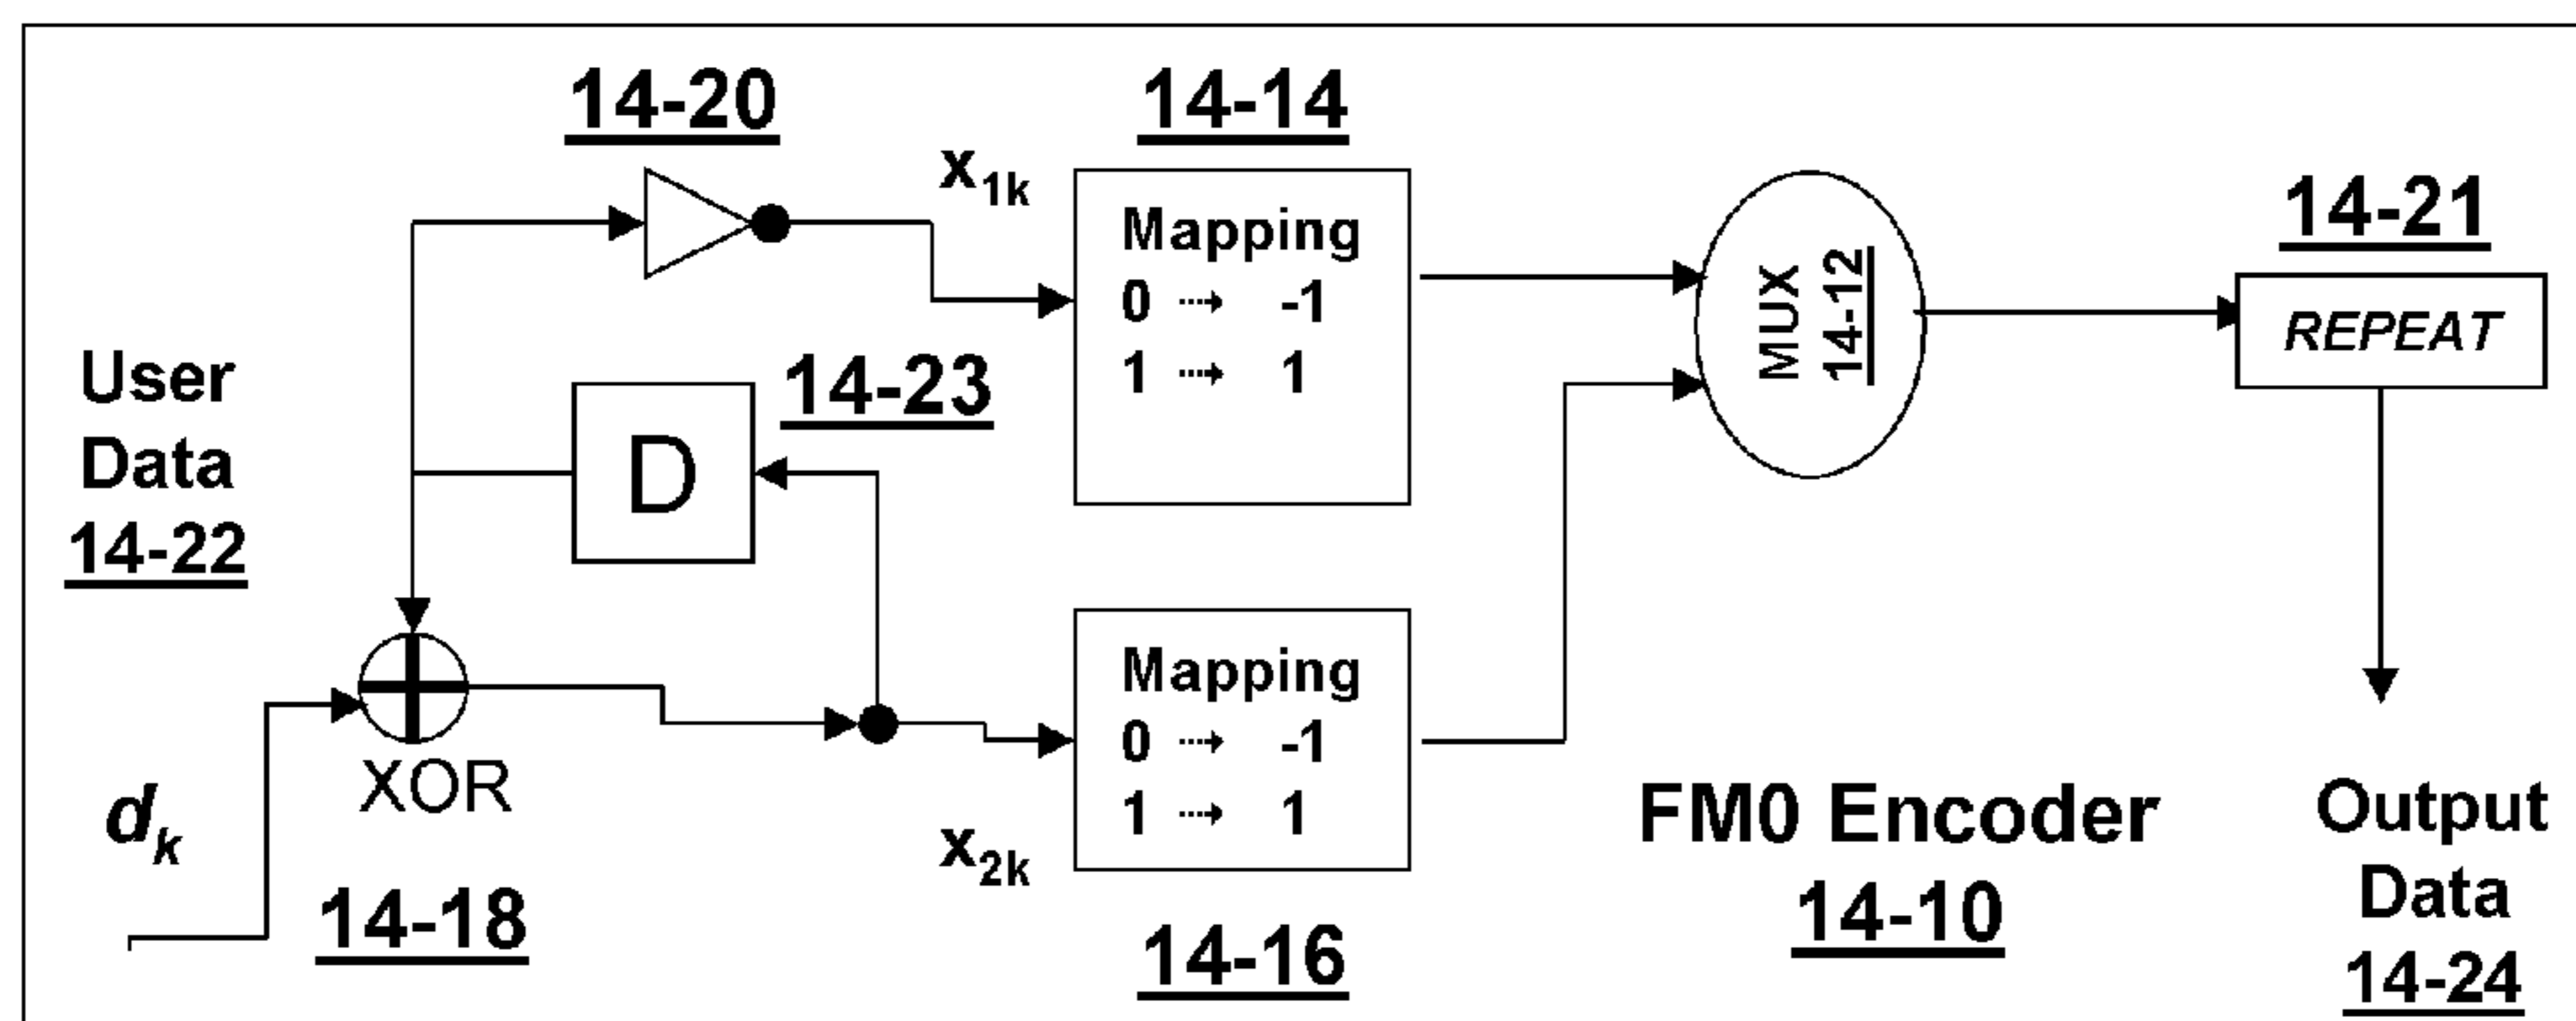 14-20
14-14
x1k
14-21
Mapping
0 ⇢ -1
1 ⇢ 1
MUX
14-12
REPEAT
User
Data
14-22
14-23
D
XOR
dk
14-18
x2k
Mapping
0 ⇢ -1
1 ⇢ 1
14-16
FM0 Encoder
14-10
Output
Data
14-24